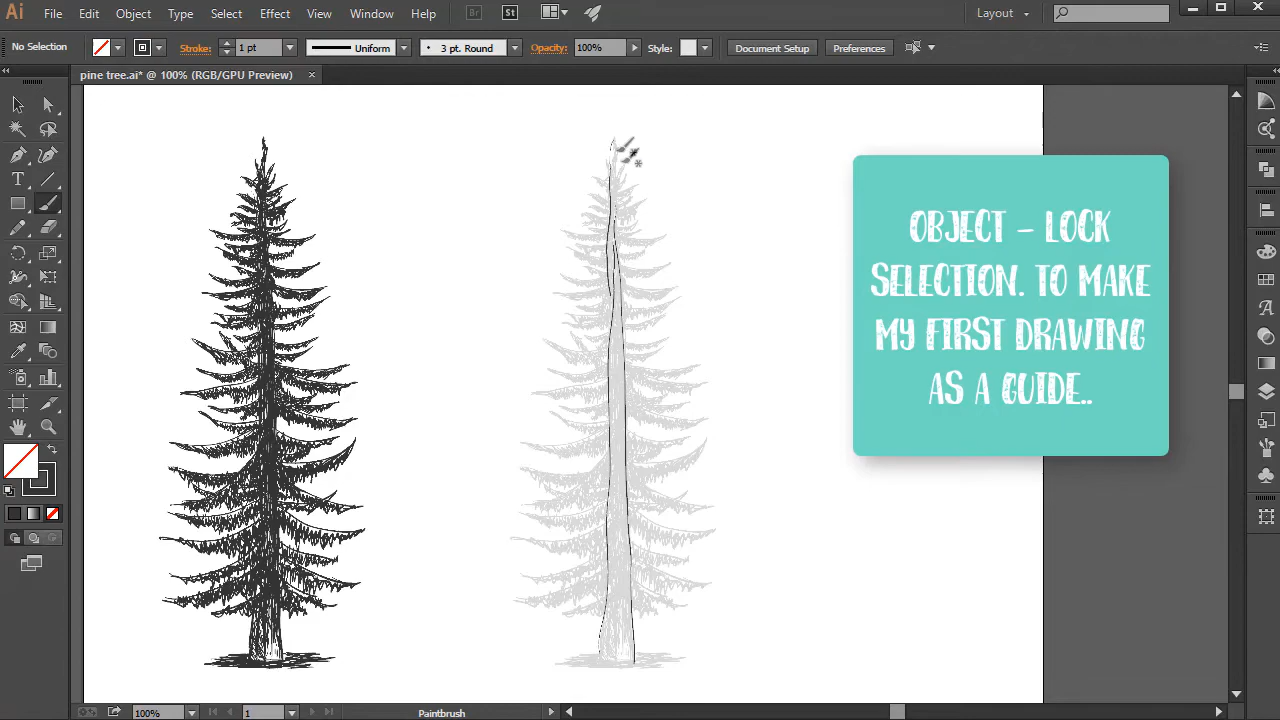 Ai File Edit Object Type Select Effect View Window Help Br St Layout
No Selection Stroke: 1 pt Uniform 3 pt. Round Opacity: 100% Style: Document Setup Preferences
pine tree.ai* @ 100% (RGB/GPU Preview)
OBJECT – LOCK
SELECTION. TO MAKE
MY FIRST DRAWING
AS A GUIDE..
100% 1 Paintbrush